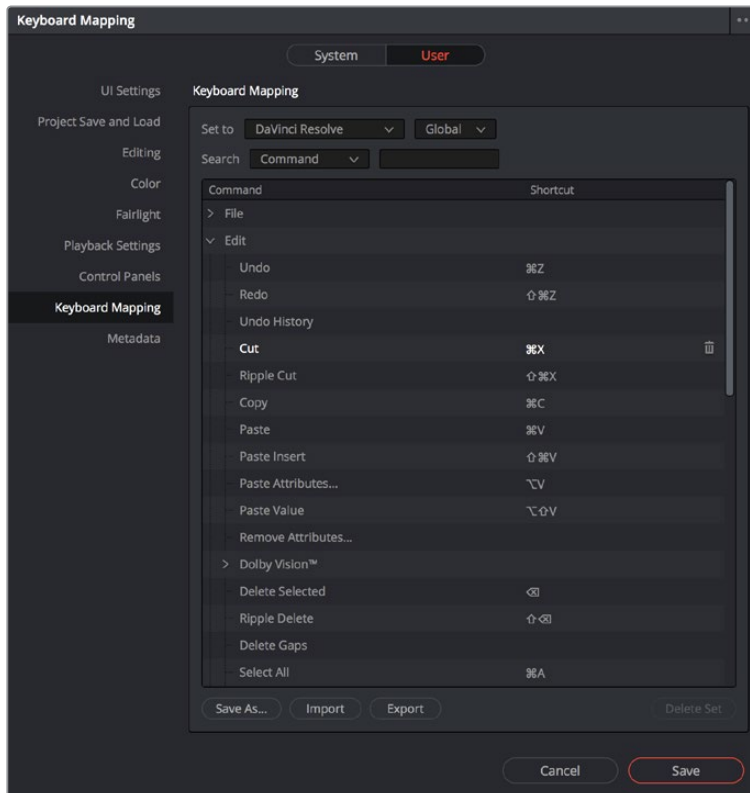 Keyboard Mapping
System User
UI Settings
Project Save and Load
Editing
Color
Fairlight
Playback Settings
Control Panels
Keyboard Mapping
Metadata
Keyboard Mapping
Set to DaVinci Resolve Global
Search Command
Command Shortcut
File
Edit
Undo ⌘Z
Redo ⇧⌘Z
Undo History
Cut ⌘X
Ripple Cut ⇧⌘X
Copy ⌘C
Paste ⌘V
Paste Insert ⇧⌘V
Paste Attributes... ⌥V
Paste Value ⌥⇧V
Remove Attributes...
Dolby Vision™
Delete Selected ⌫
Ripple Delete ⇧⌫
Delete Gaps
Select All ⌘A
Save As... Import Export Delete Set
Cancel Save